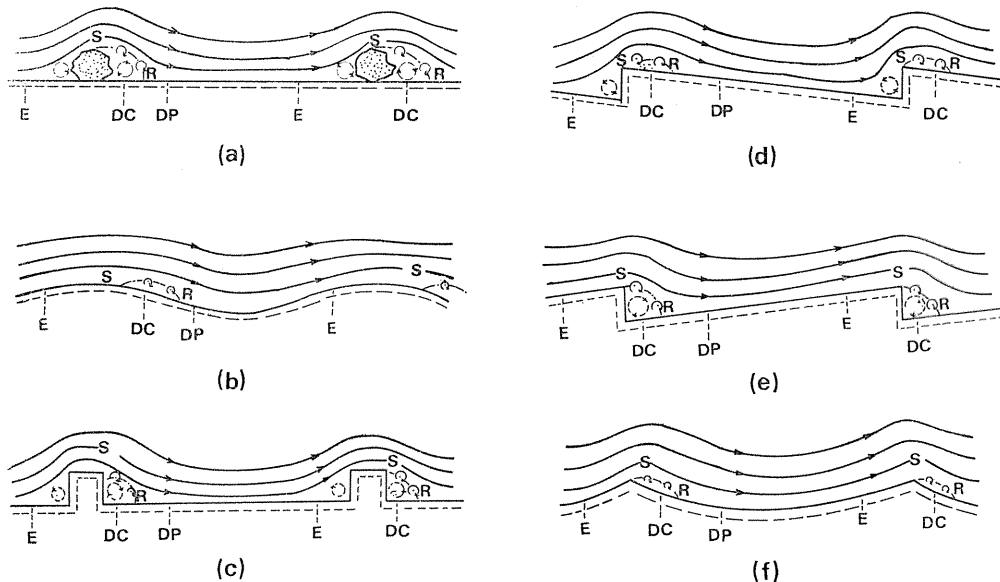 S S
R R
E DC DP E DC
(a)
S S
R R
E DC DP E DC
(d)
S S
R
E DC DP E
(b)
S S
R R
E DC DP E DC
(e)
S S
R R
E DC DP E DC
(c)
S S
R R
E DC DP E DC
(f)